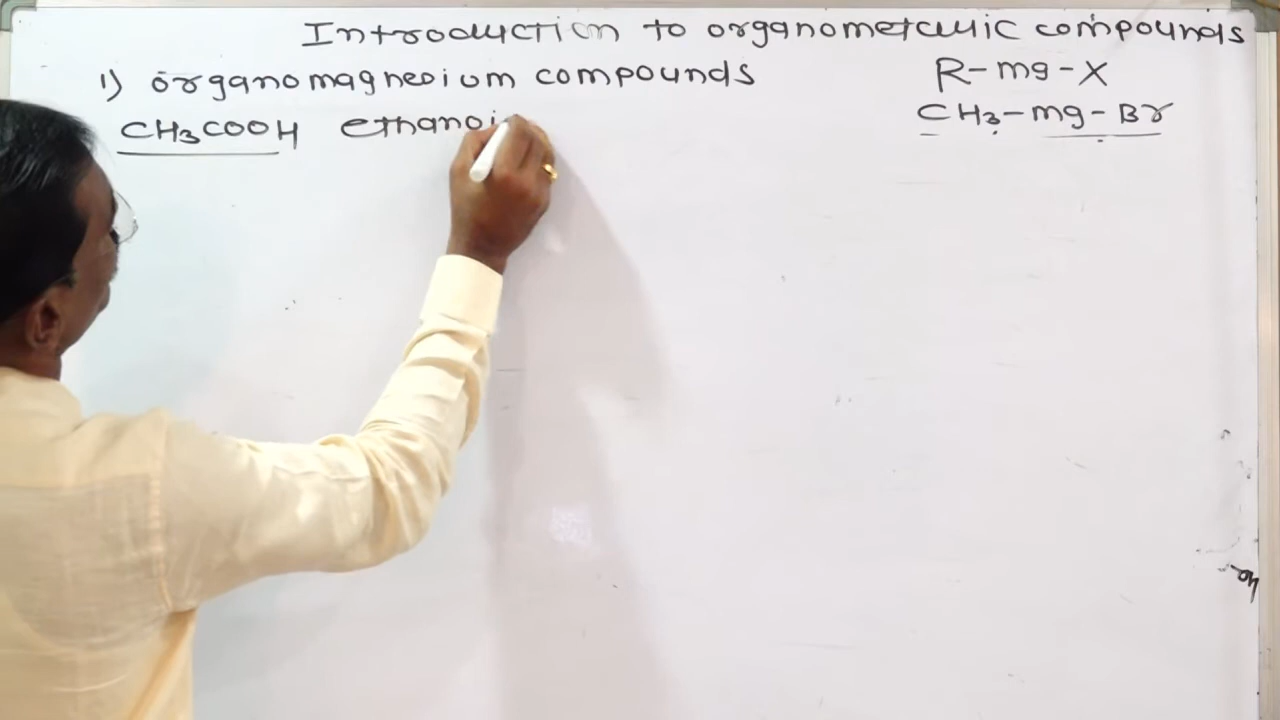 Introduction to organometallic compounds
1) organomagnesium compounds
R-mg-X
CH3-mg-Br
CH3COOH ethanoi